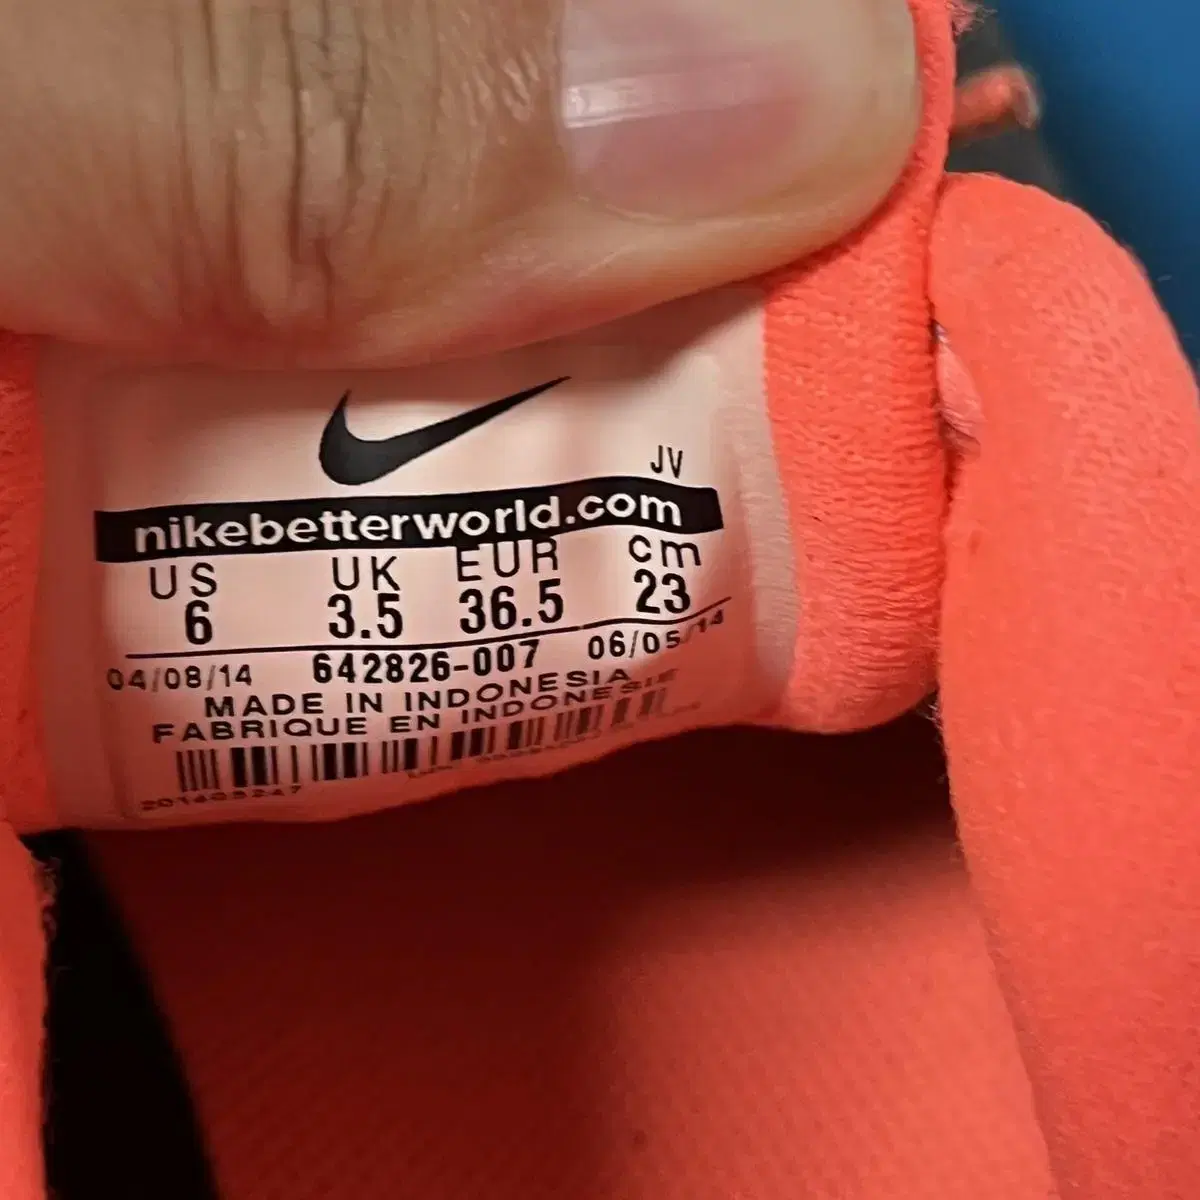 JV
nikebetterworld.com
US UK EUR cm
6 3.5 36.5 23
04/08/14 642826-007 06/05/14
MADE IN INDONESIA
FABRIQUE EN INDONESIE